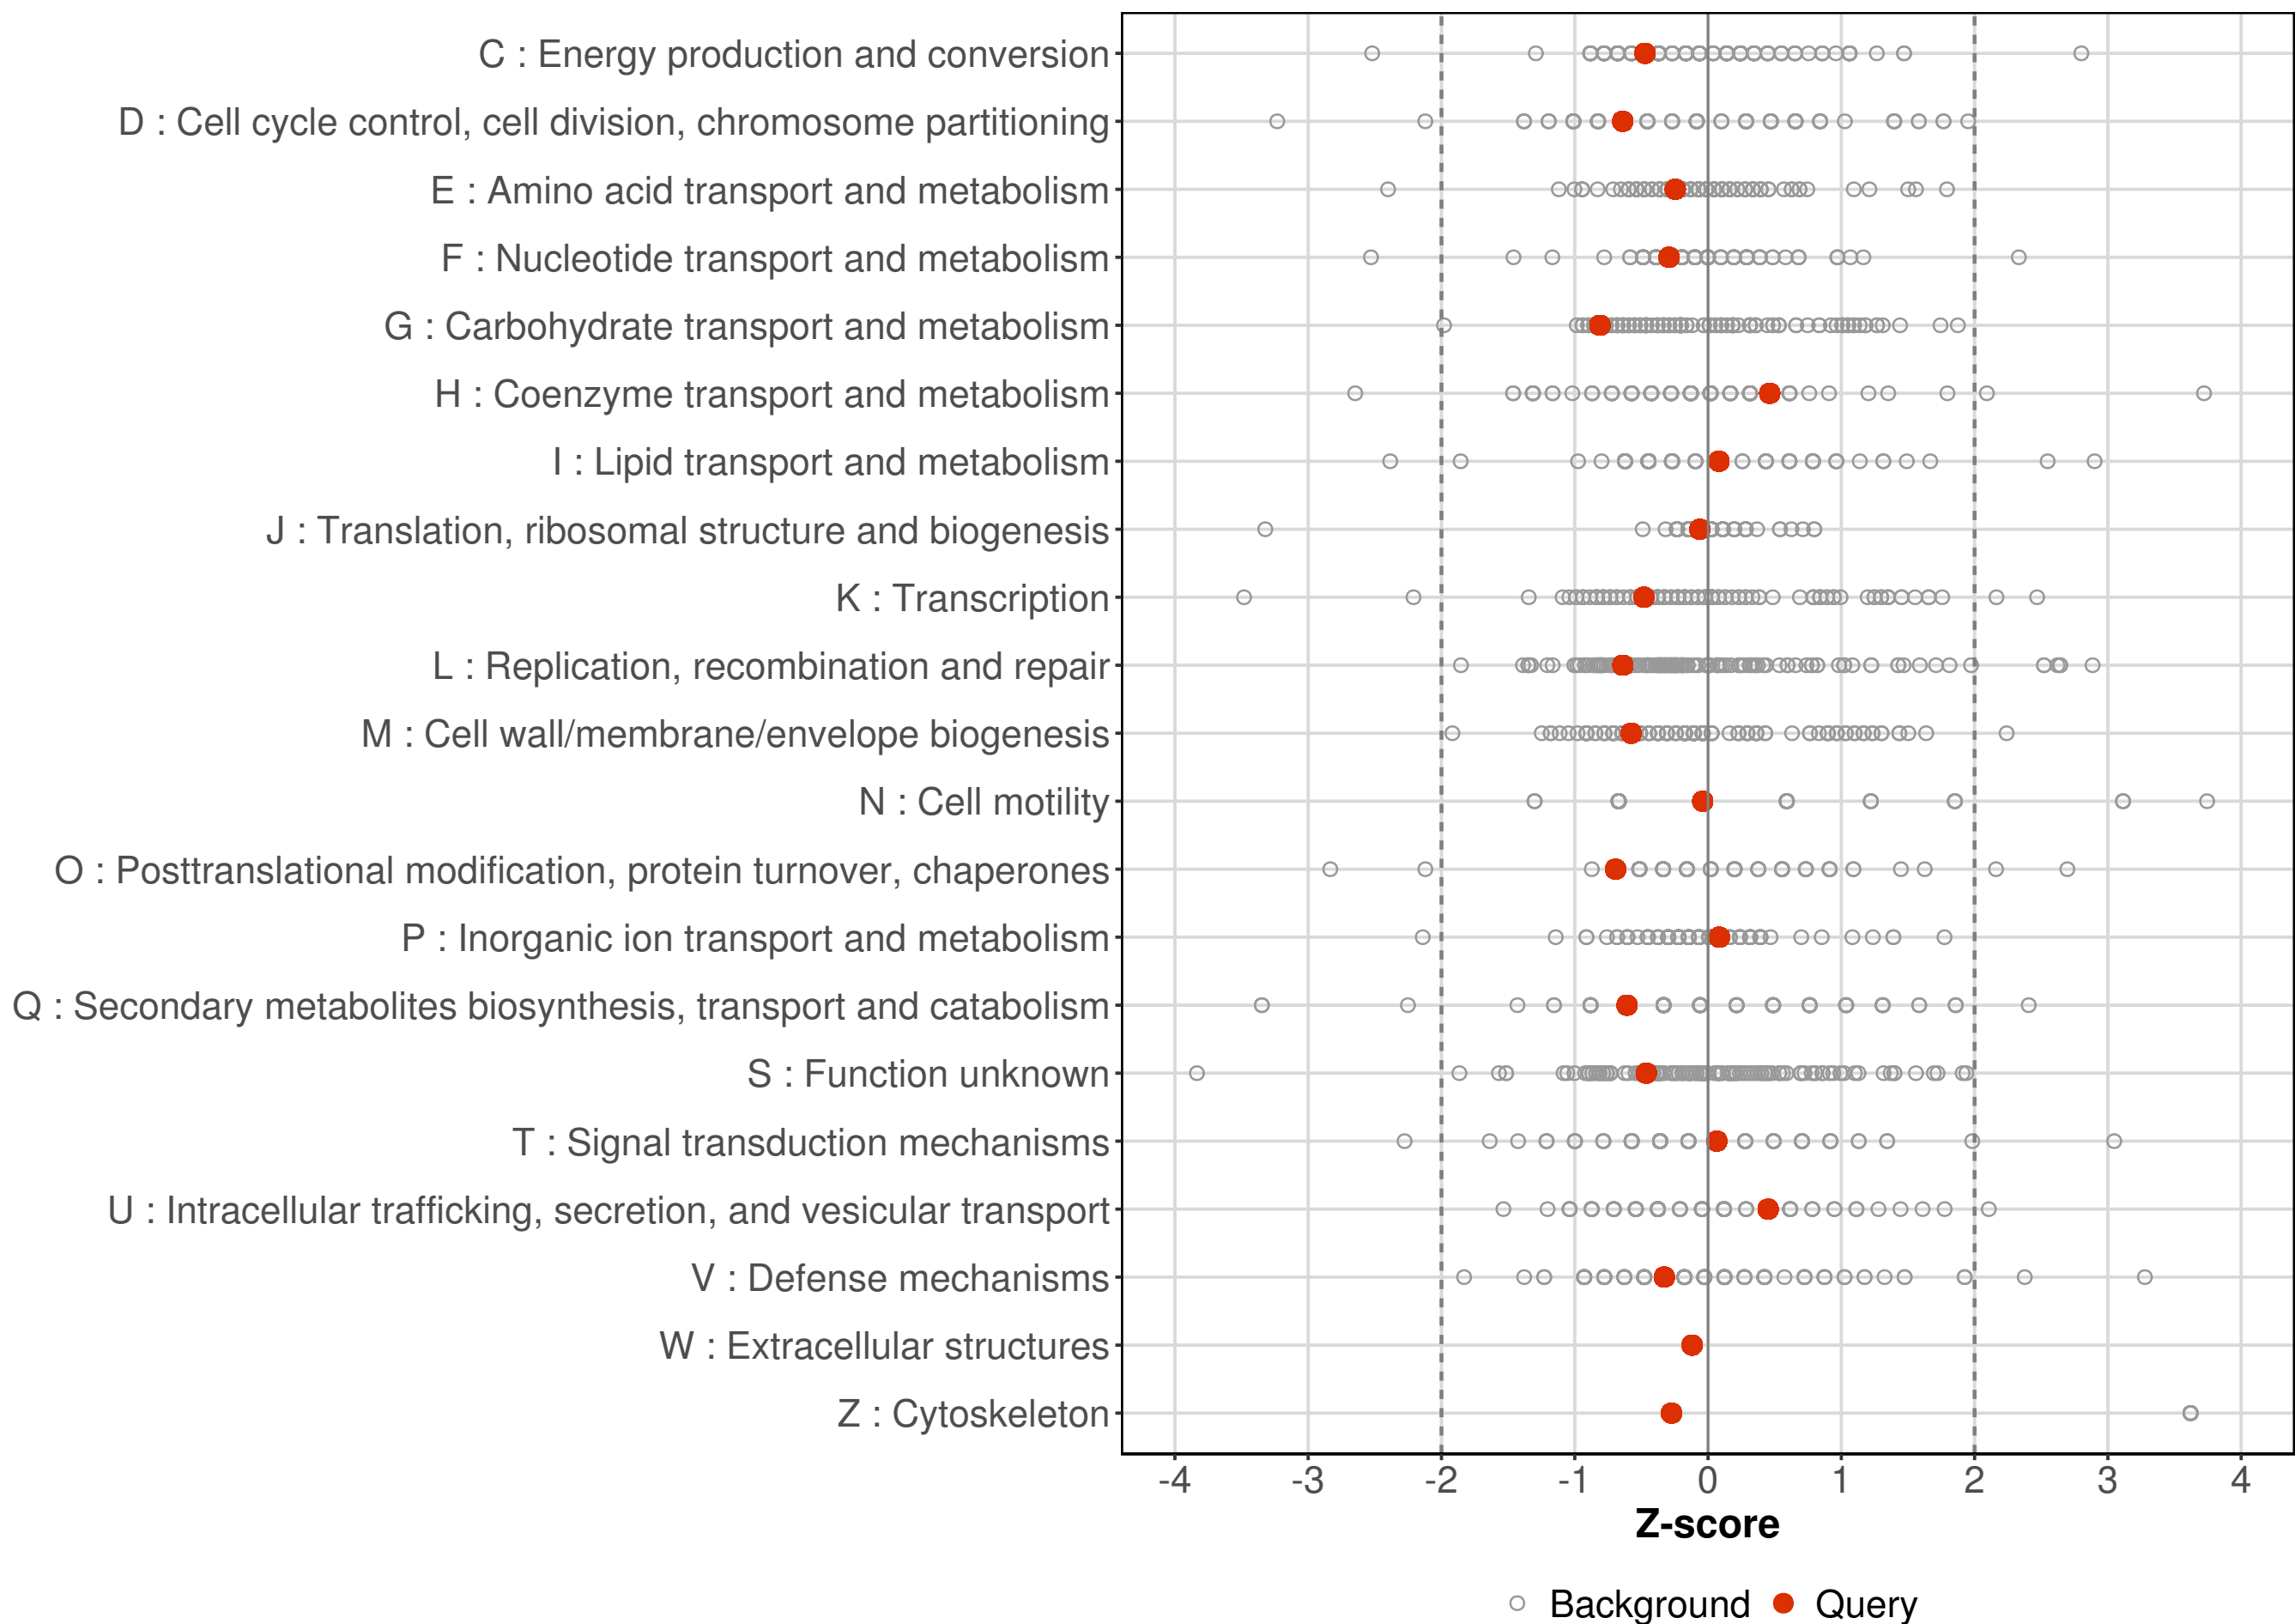 C : Energy production and conversion
D : Cell cycle control, cell division, chromosome partitioning
E : Amino acid transport and metabolism
F : Nucleotide transport and metabolism
G : Carbohydrate transport and metabolism
H : Coenzyme transport and metabolism
I : Lipid transport and metabolism
J : Translation, ribosomal structure and biogenesis
K : Transcription
L : Replication, recombination and repair
M : Cell wall/membrane/envelope biogenesis
N : Cell motility
O : Posttranslational modification, protein turnover, chaperones
P : Inorganic ion transport and metabolism
Q : Secondary metabolites biosynthesis, transport and catabolism
S : Function unknown
T : Signal transduction mechanisms
U : Intracellular trafficking, secretion, and vesicular transport
V : Defense mechanisms
W : Extracellular structures
Z : Cytoskeleton
-4 -3 -2 -1 0 1 2 3 4
Z-score
Background Query